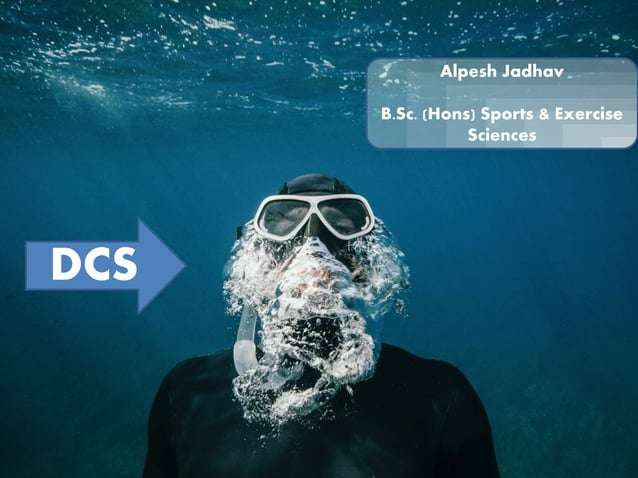 Alpesh Jadhav
B.Sc. (Hons) Sports & Exercise
Sciences
DCS